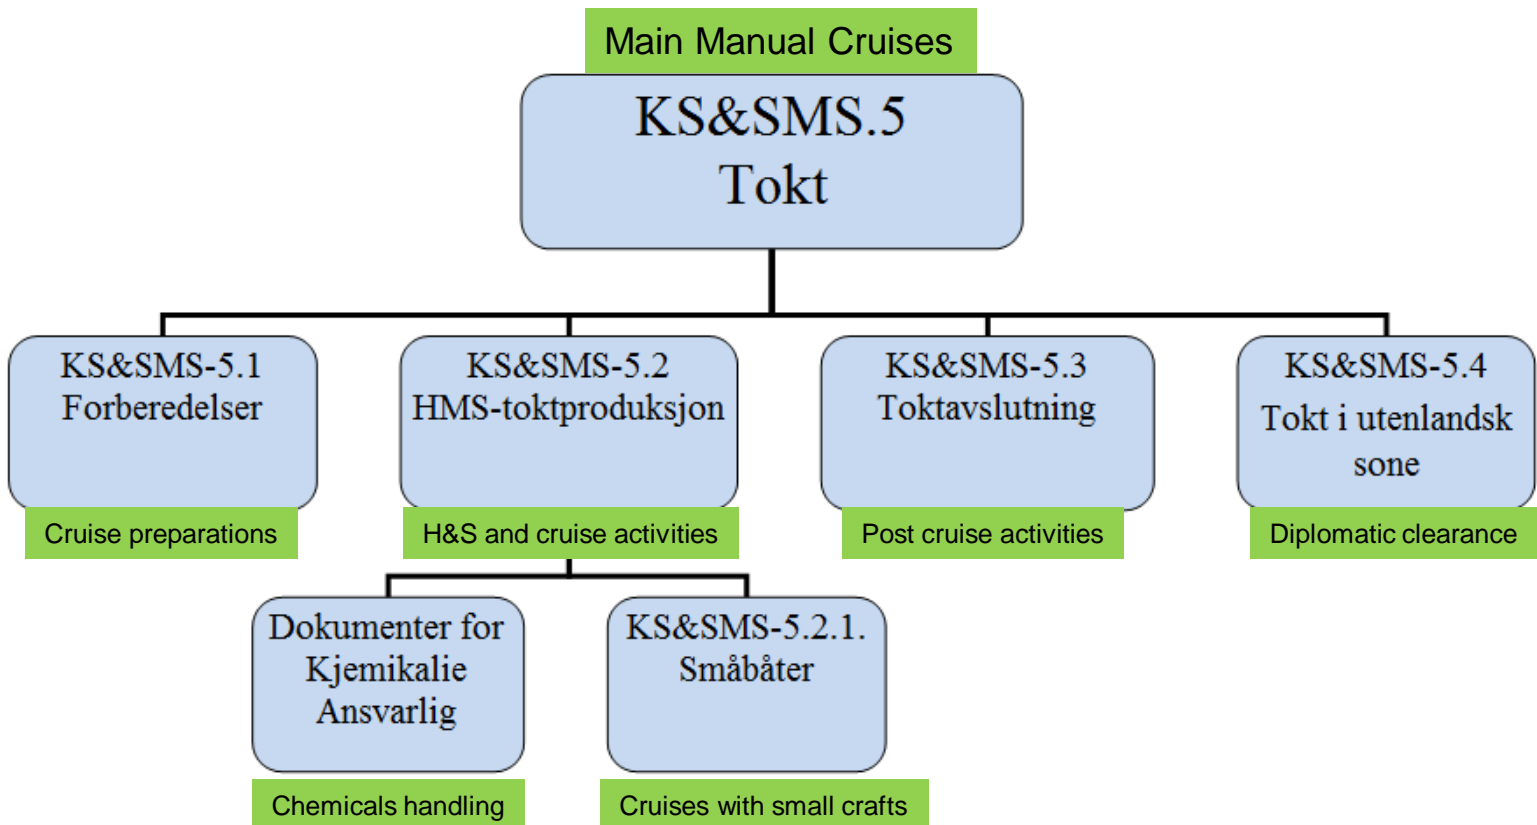 Main Manual Cruises
KS&SMS.5
Tokt
KS&SMS-5.1
Forberedelser
Cruise preparations
KS&SMS-5.2
HMS-toktproduksjon
H&S and cruise activities
KS&SMS-5.3
Toktavslutning
Post cruise activities
KS&SMS-5.4
Tokt i utenlandsk
sone
Diplomatic clearance
Dokumenter for
Kjemikalie
Ansvarlig
Chemicals handling
KS&SMS-5.2.1.
Småbåter
Cruises with small crafts